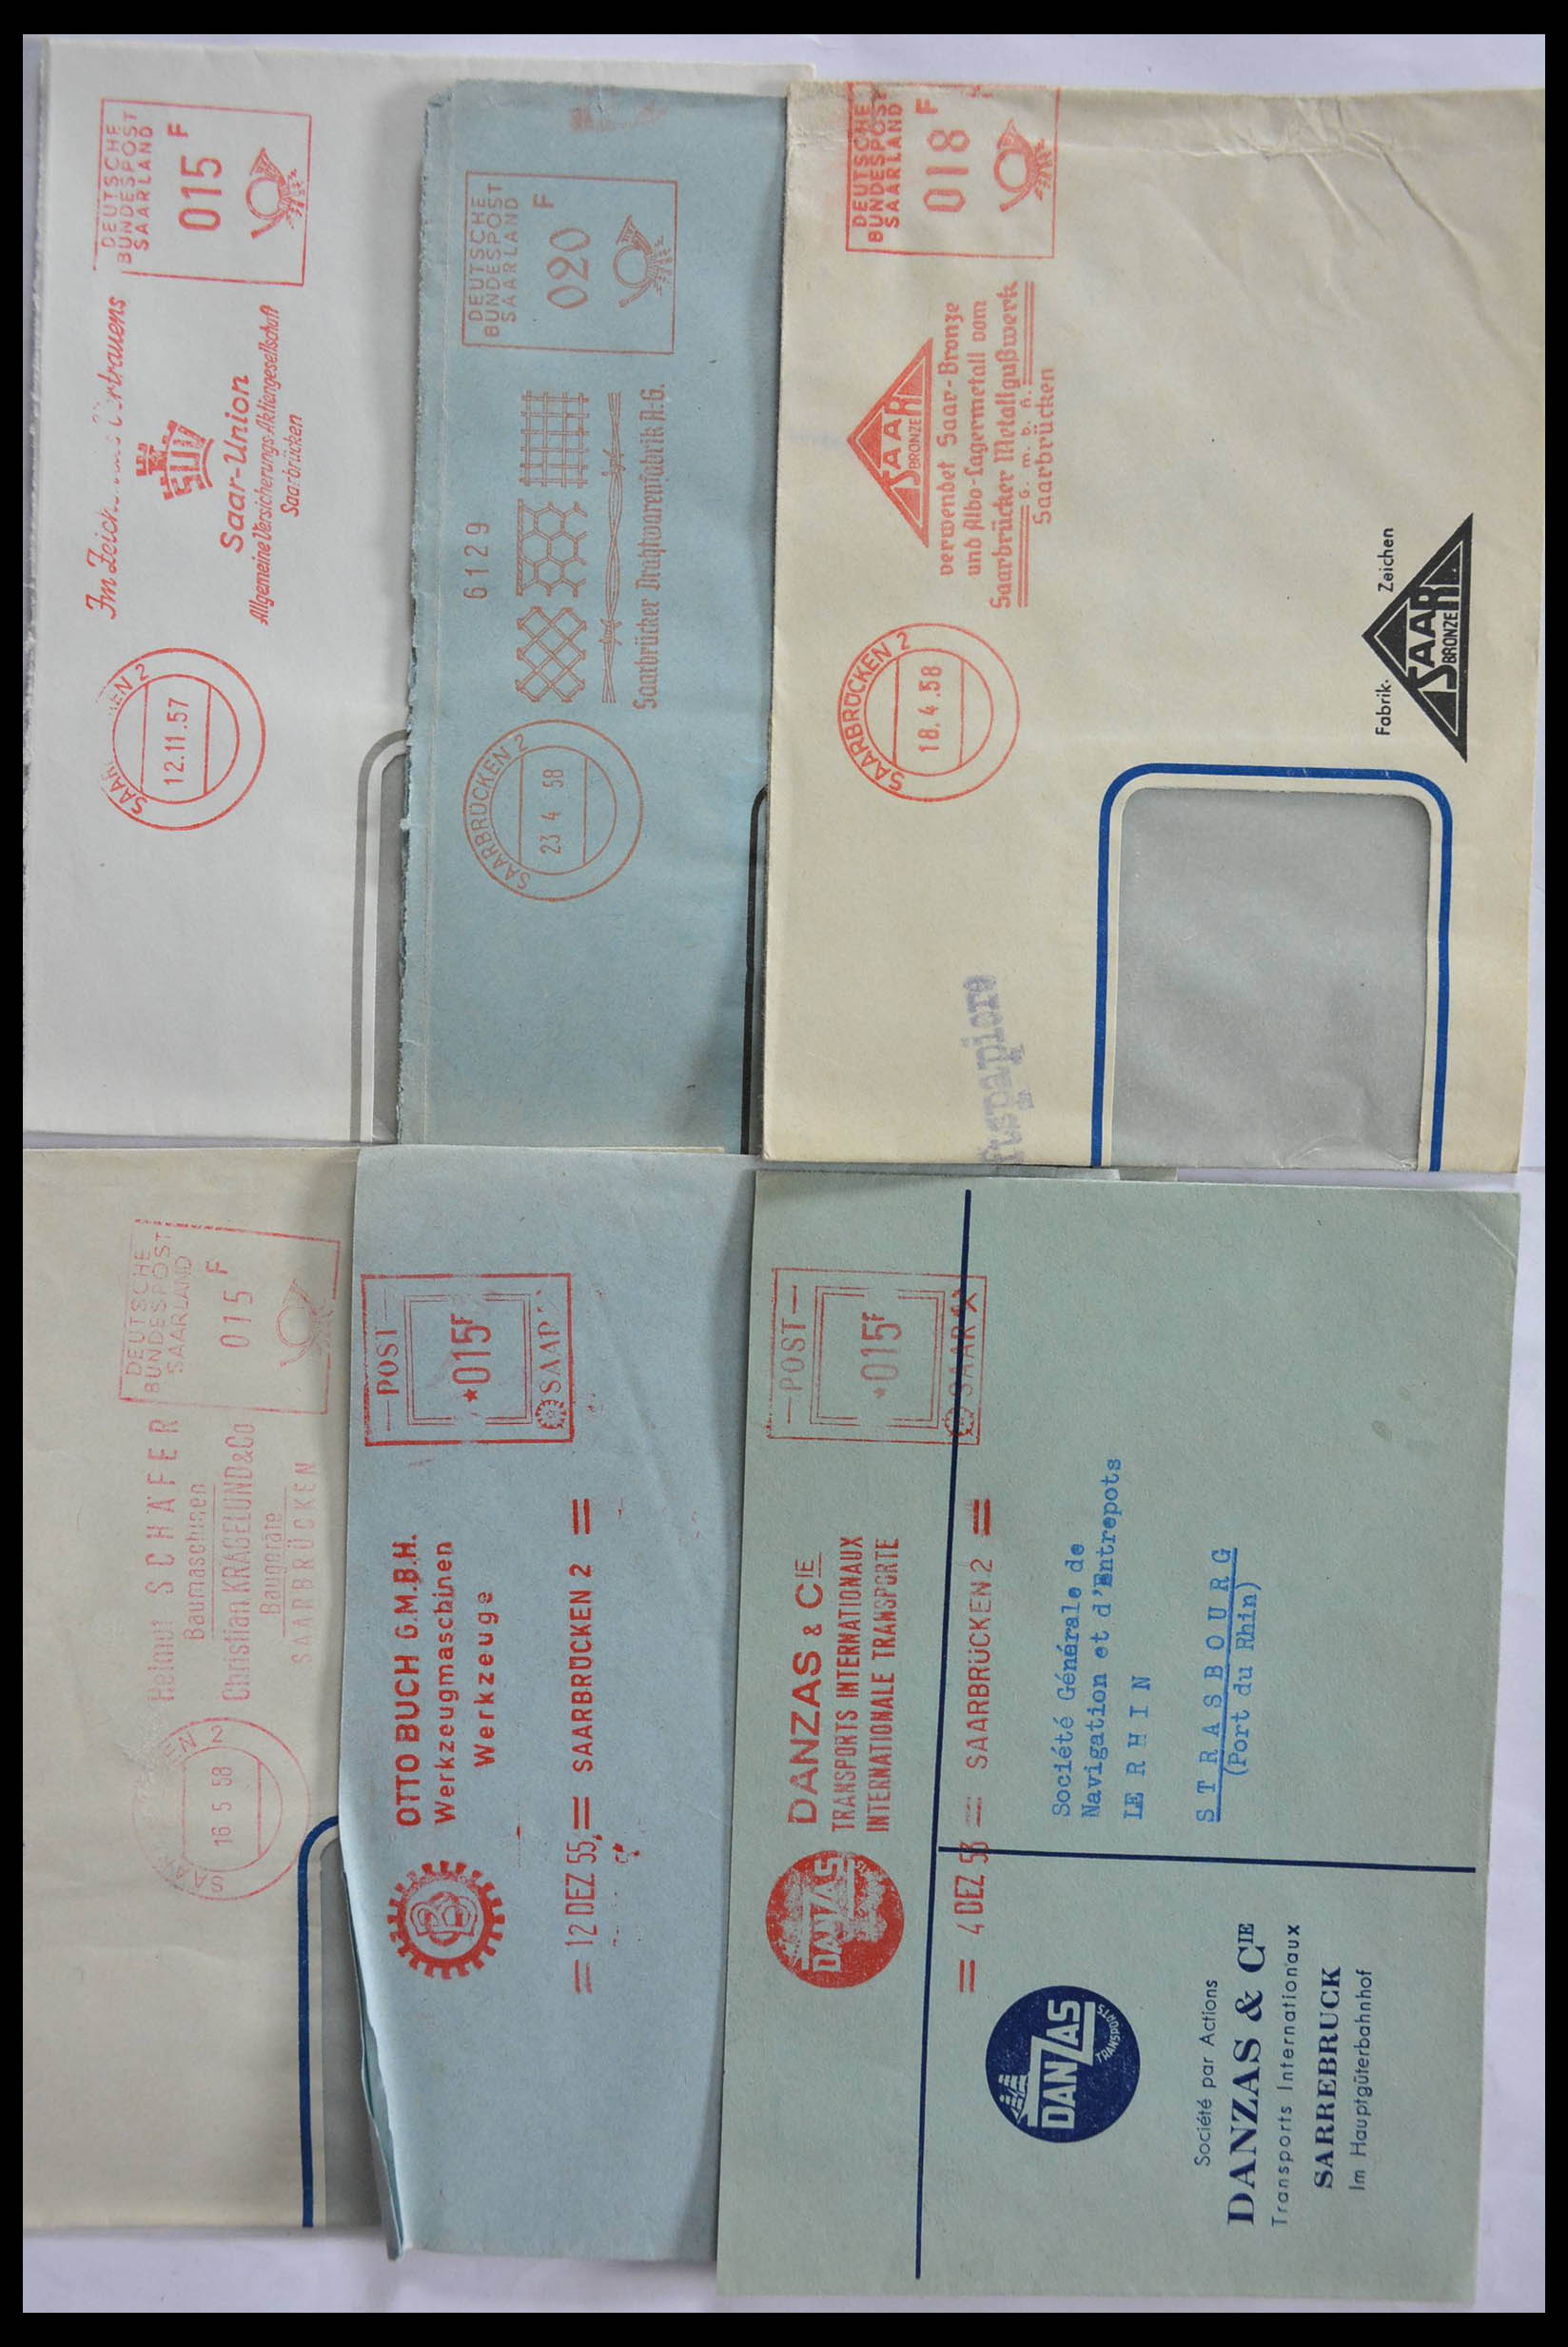 DEUTSCHE
BUNDESPOST
SAARLAND
015 F
Saar-Union
Allgemeine Versicherungs-Aktiengesellschaft
Saarbrücken
12.11.57
DEUTSCHE
BUNDESPOST
SAARLAND
020 F
6129
Saarbrücker Drahtwarenfabrik A.G.
SAARBRÜCKEN 2
23 4 58
DEUTSCHE
BUNDESPOST
SAARLAND
018 F
SAAR
BRONZE
verwendet Saar-Bronze
und Albo-Lagermetall vom
Saarbrücker Metallgußwerk
G. m. b. H.
Saarbrücken
SAARBRÜCKEN 2
18.4.58
Fabrik- Zeichen
SAAR
BRONZE
DEUTSCHE
BUNDESPOST
SAARLAND
015 F
Helmut SCHÄFER
Baumaschinen
Christian KRAGELUND&Co
Baugeräte
SAARBRÜCKEN
16 5 58
POST
*015F
SAAR
OTTO BUCH G.M.B.H.
Werkzeugmaschinen
Werkzeuge
12 DEZ 55 SAARBRÜCKEN 2
POST
*015F
SAAR
DANZAS & CIE
TRANSPORTS INTERNATIONAUX
INTERNATIONALE TRANSPORTE
DANZAS
4 DEZ SAARBRÜCKEN 2
Société Générale de
Navigation et d'Entrepots
LE RHIN
STRASBOURG
(Port du Rhin)
DANZAS
TRANSPORTS
Société par Actions
DANZAS & CIE
Transports Internationaux
SARREBRUCK
Im Hauptgüterbahnhof